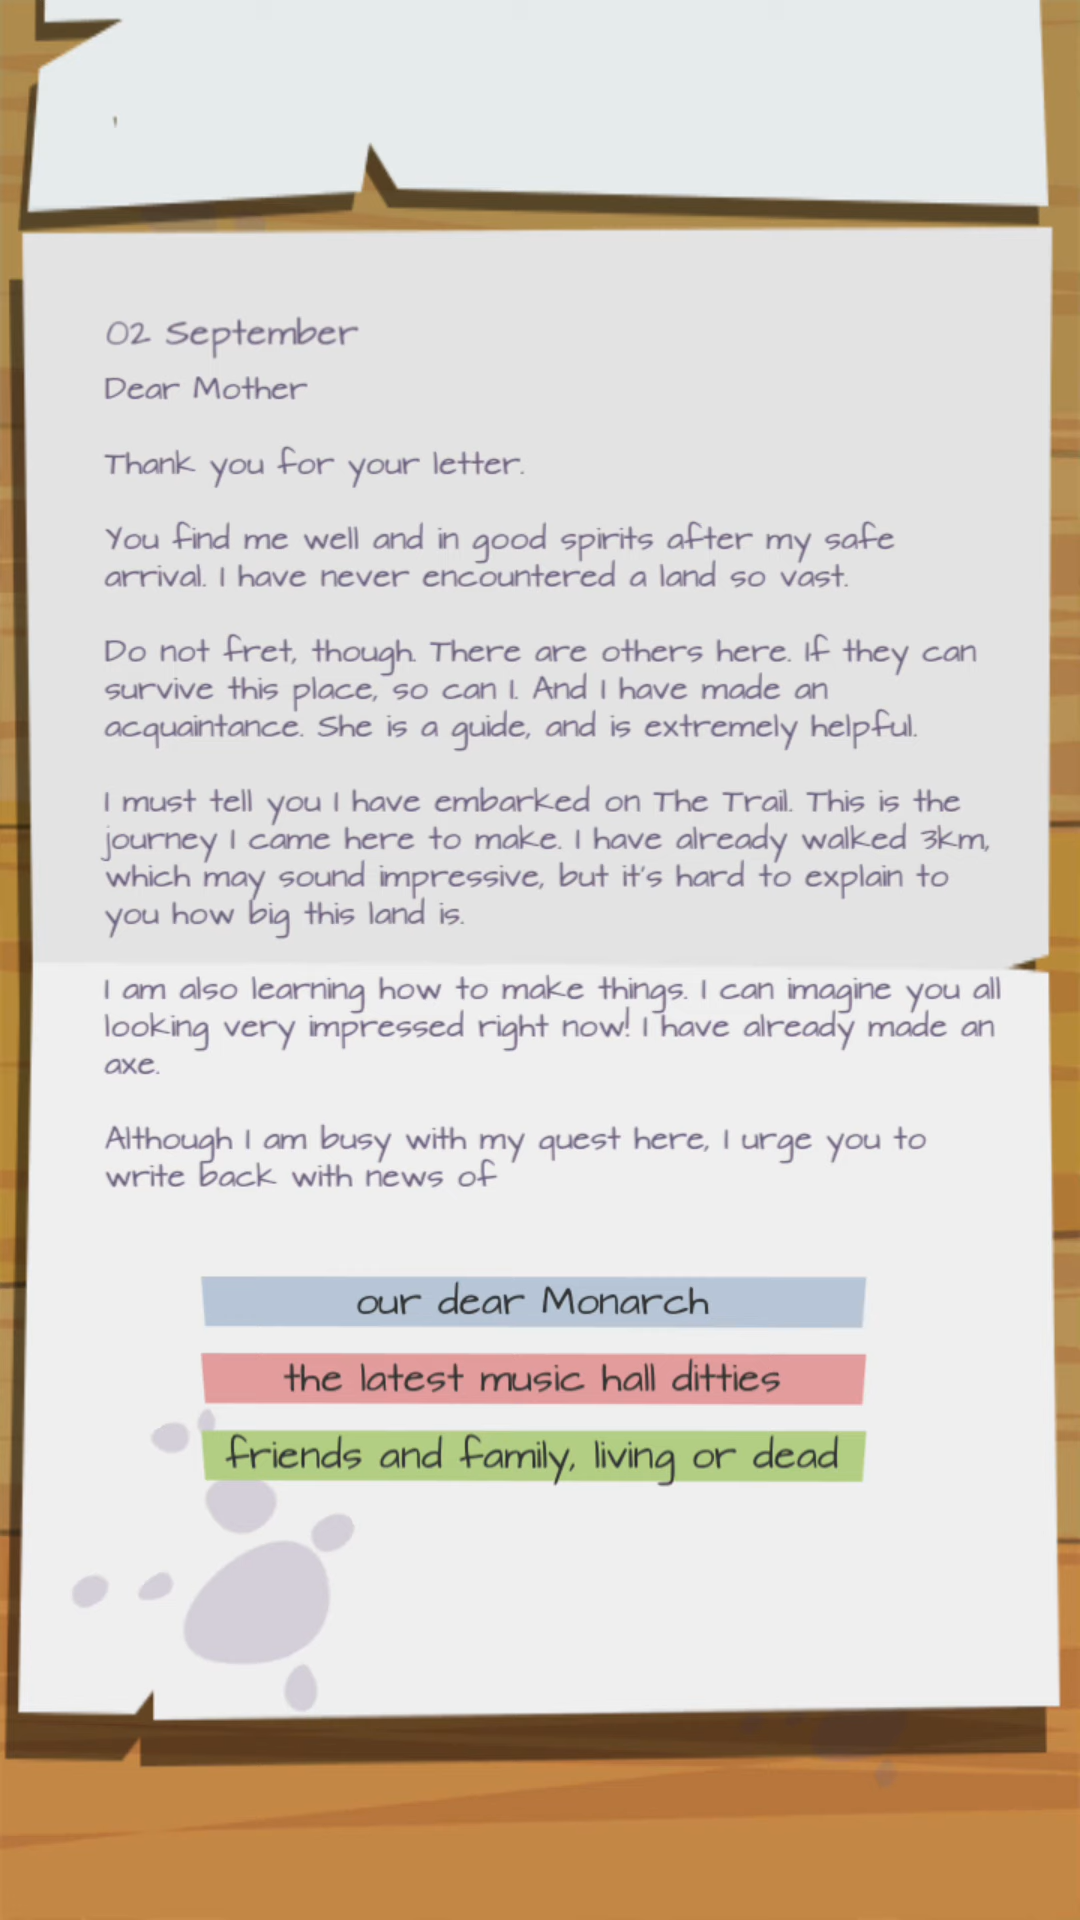 02 September
Dear Mother
Thank you for your letter.
You find me well and in good spirits after my safe
arrival. I have never encountered a land so vast.
Do not fret, though. There are others here. If they can
survive this place, so can I. And I have made an
acquaintance. She is a guide, and is extremely helpful.
I must tell you I have embarked on The Trail. This is the
journey I came here to make. I have already walked 3km,
which may sound impressive, but it's hard to explain to
you how big this land is.
I am also learning how to make things. I can imagine you all
looking very impressed right now! I have already made an
axe.
Although I am busy with my quest here, I urge you to
write back with news of
our dear Monarch
the latest music hall ditties
friends and family, living or dead